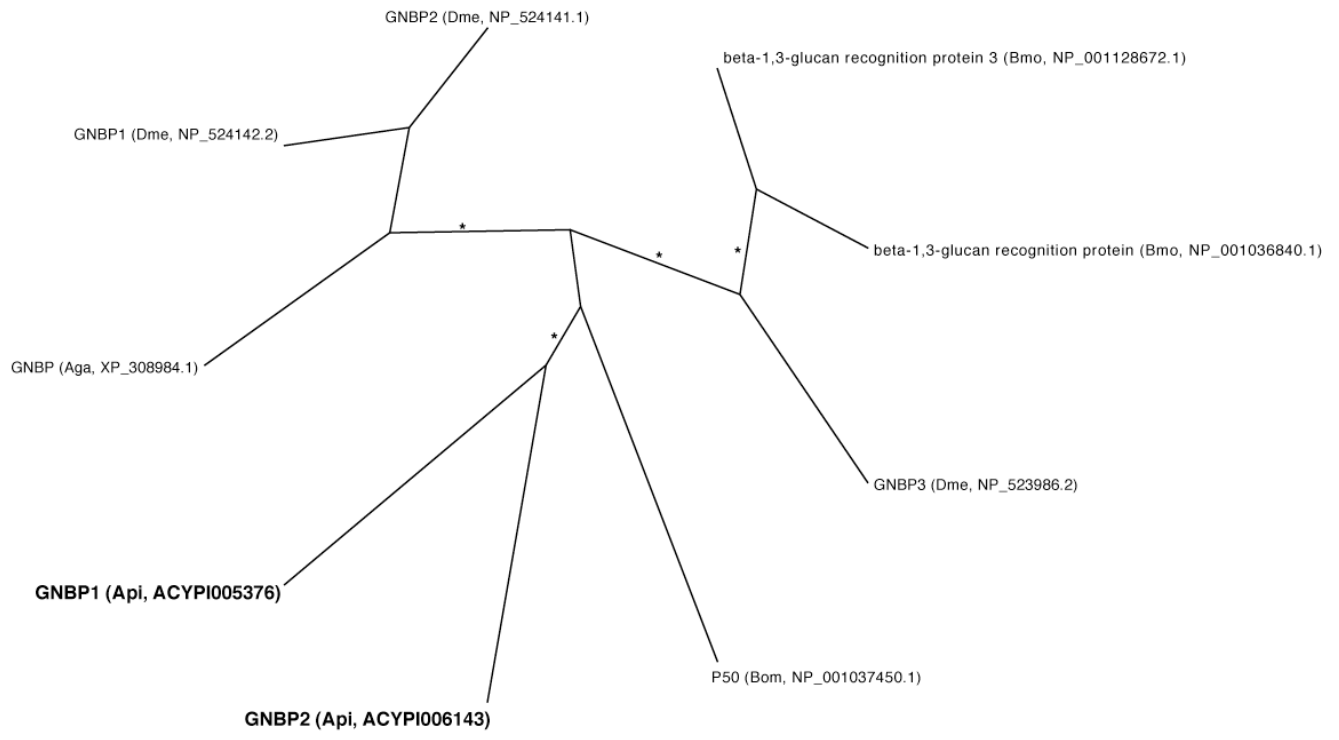 GNBP2 (Dme, NP_524141.1)
beta-1,3-glucan recognition protein 3 (Bmo, NP_001128672.1)
GNBP1 (Dme, NP_524142.2)
*
*
*
beta-1,3-glucan recognition protein (Bmo, NP_001036840.1)
*
GNBP (Aga, XP_308984.1)
GNBP3 (Dme, NP_523986.2)
GNBP1 (Api, ACYPI005376)
P50 (Bom, NP_001037450.1)
GNBP2 (Api, ACYPI006143)